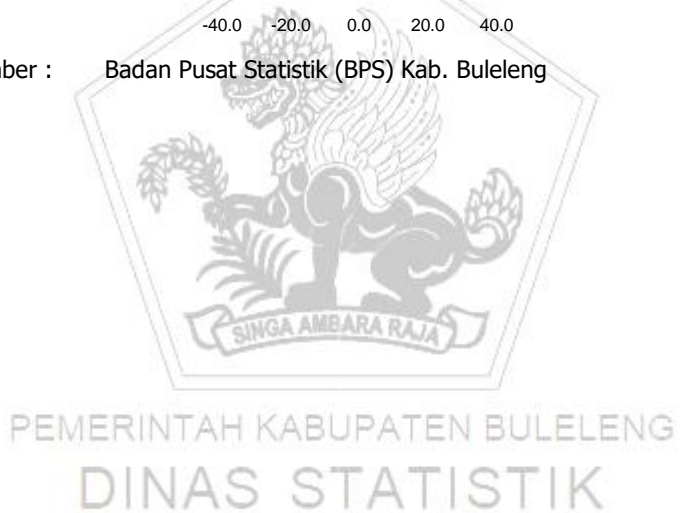 -40.0 -20.0 0.0 20.0 40.0
ber : Badan Pusat Statistik (BPS) Kab. Buleleng
SINGA AMBARA RAJA
PEMERINTAH KABUPATEN BULELENG
DINAS STATISTIK